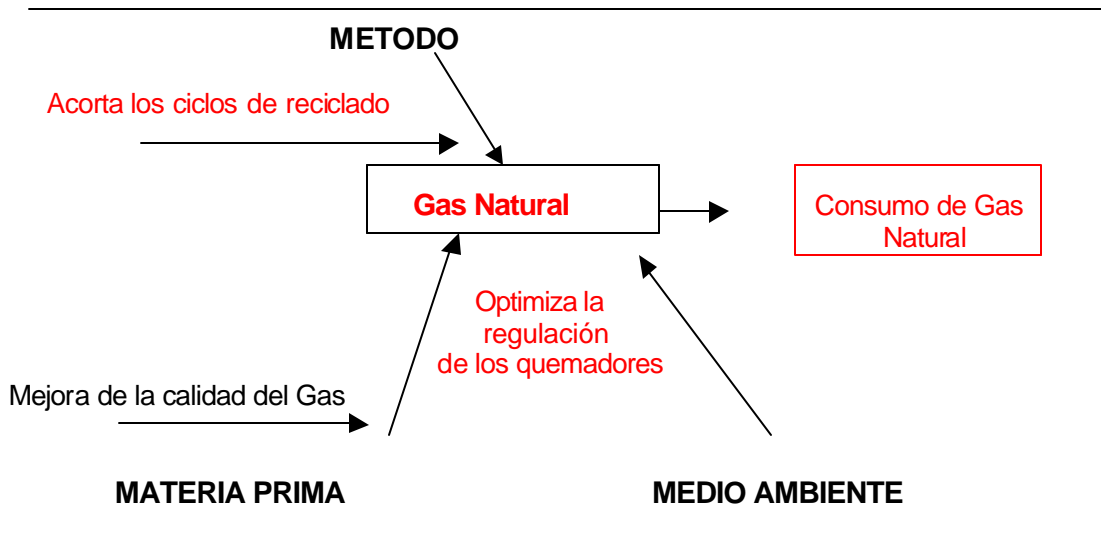 METODO
Acorta los ciclos de reciclado
Gas Natural
Consumo de Gas
Natural
Optimiza la
regulación
de los quemadores
Mejora de la calidad del Gas
MATERIA PRIMA
MEDIO AMBIENTE